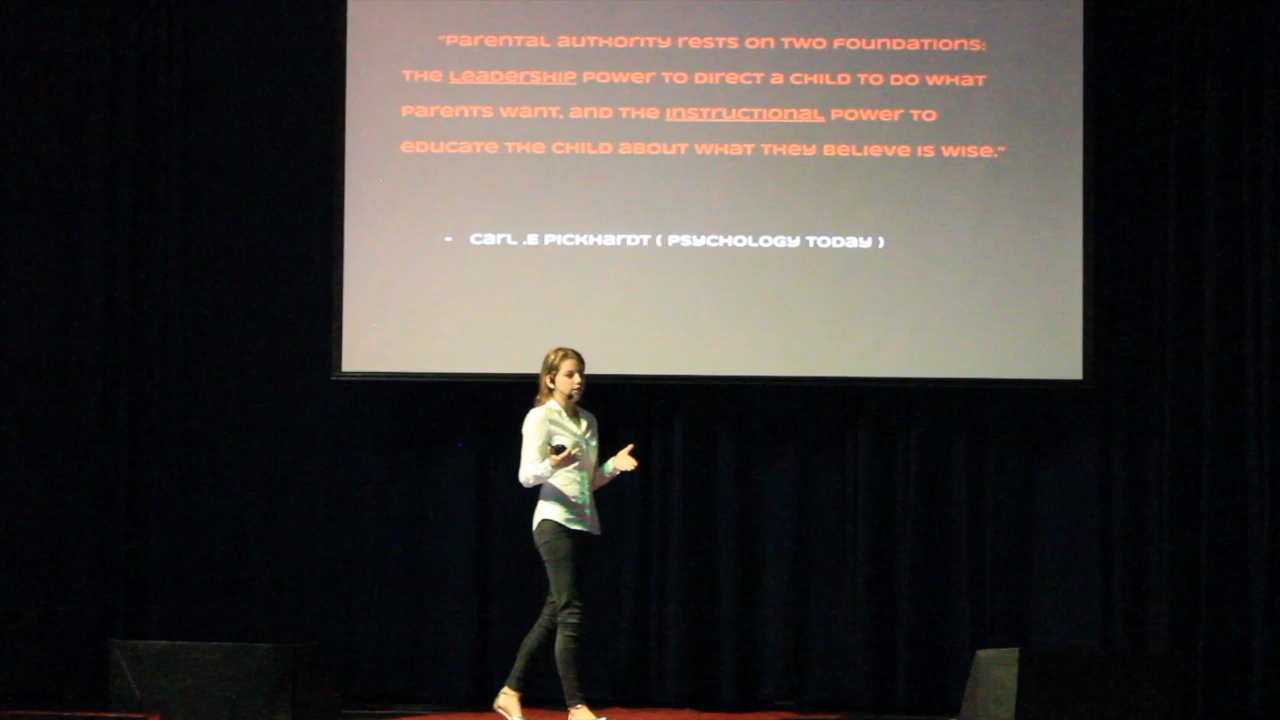 "Parental authority rests on two foundations:
the leadership power to direct a child to do what
parents want, and the instructional power to
educate the child about what they believe is wise."
- Carl .E Pickhardt ( Psychology Today )